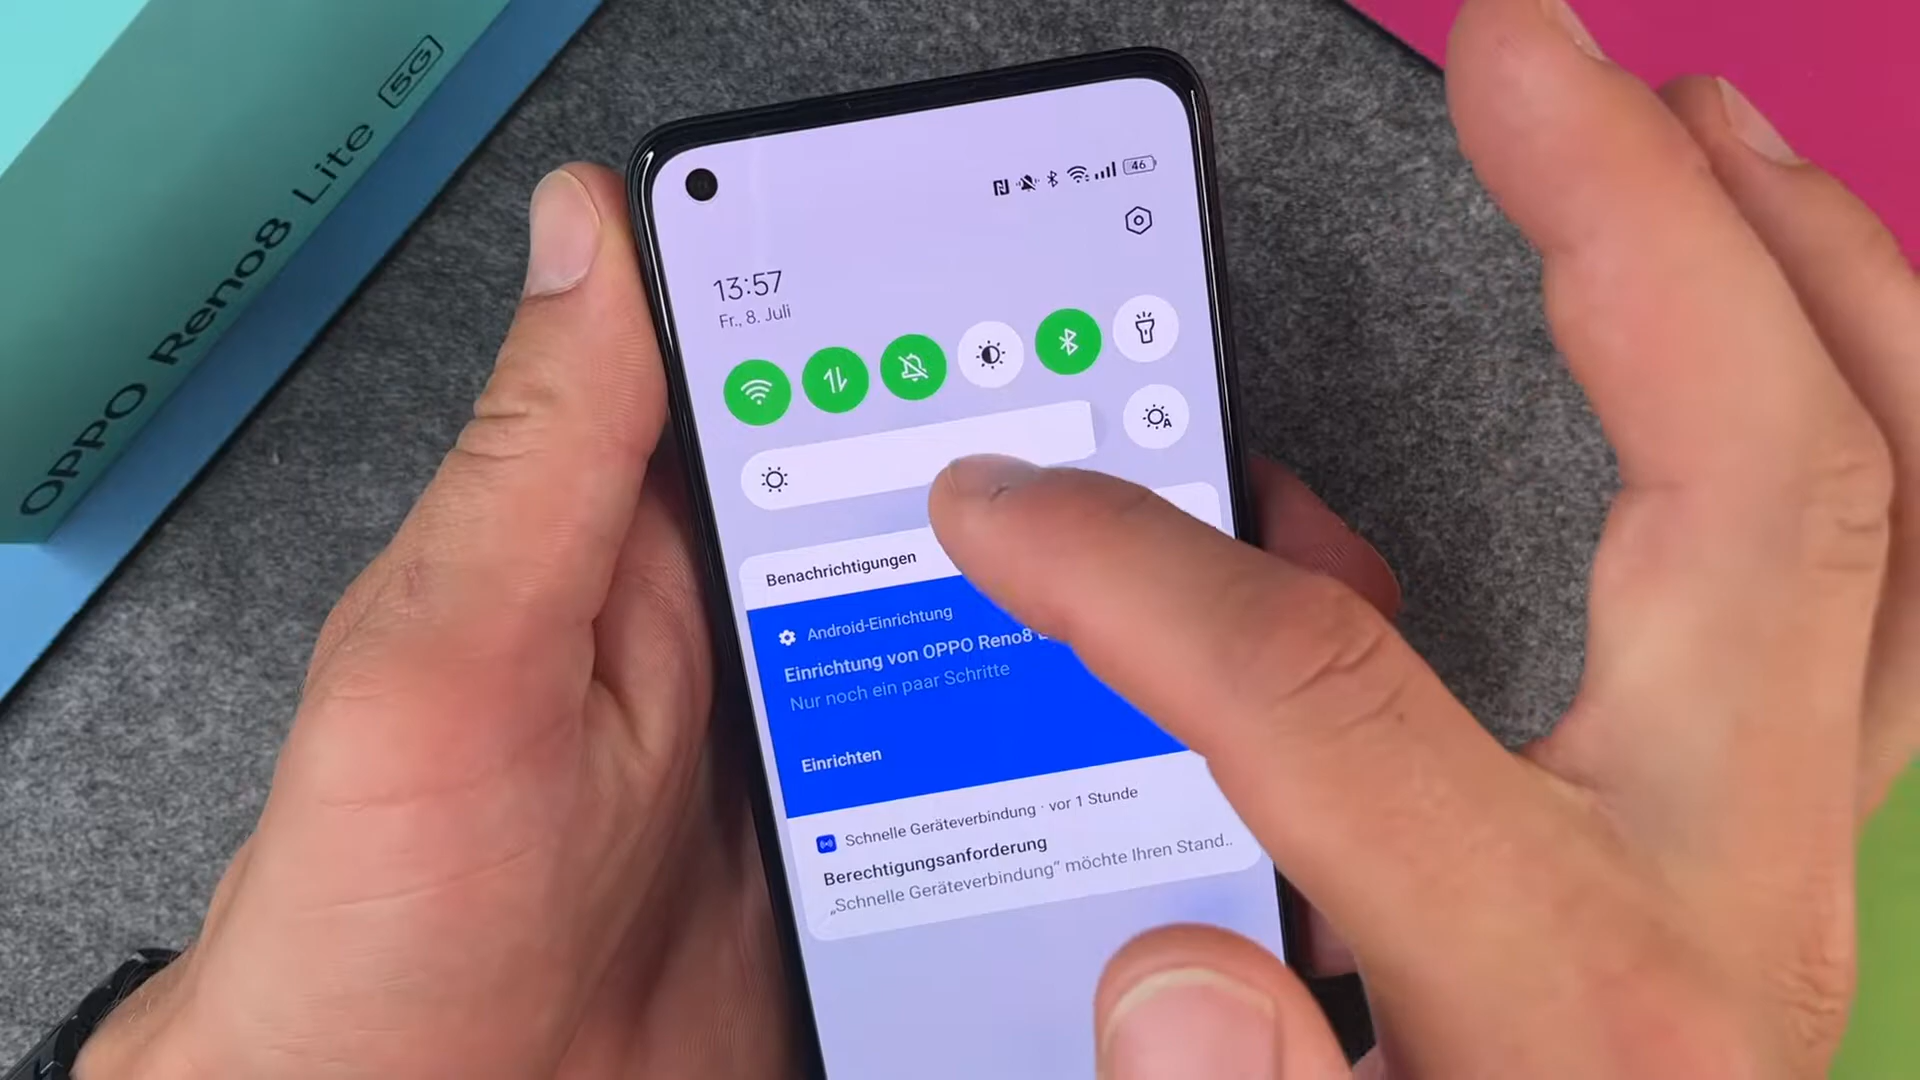 OPPO Reno8 Lite 5G
46
13:57
Fr., 8. Juli
A
Benachrichtigungen
Android-Einrichtung
Einrichtung von OPPO Reno8
Nur noch ein paar Schritte
Einrichten
Schnelle Geräteverbindung · vor 1 Stunde
Berechtigungsanforderung
„Schnelle Geräteverbindung“ möchte Ihren Stand..